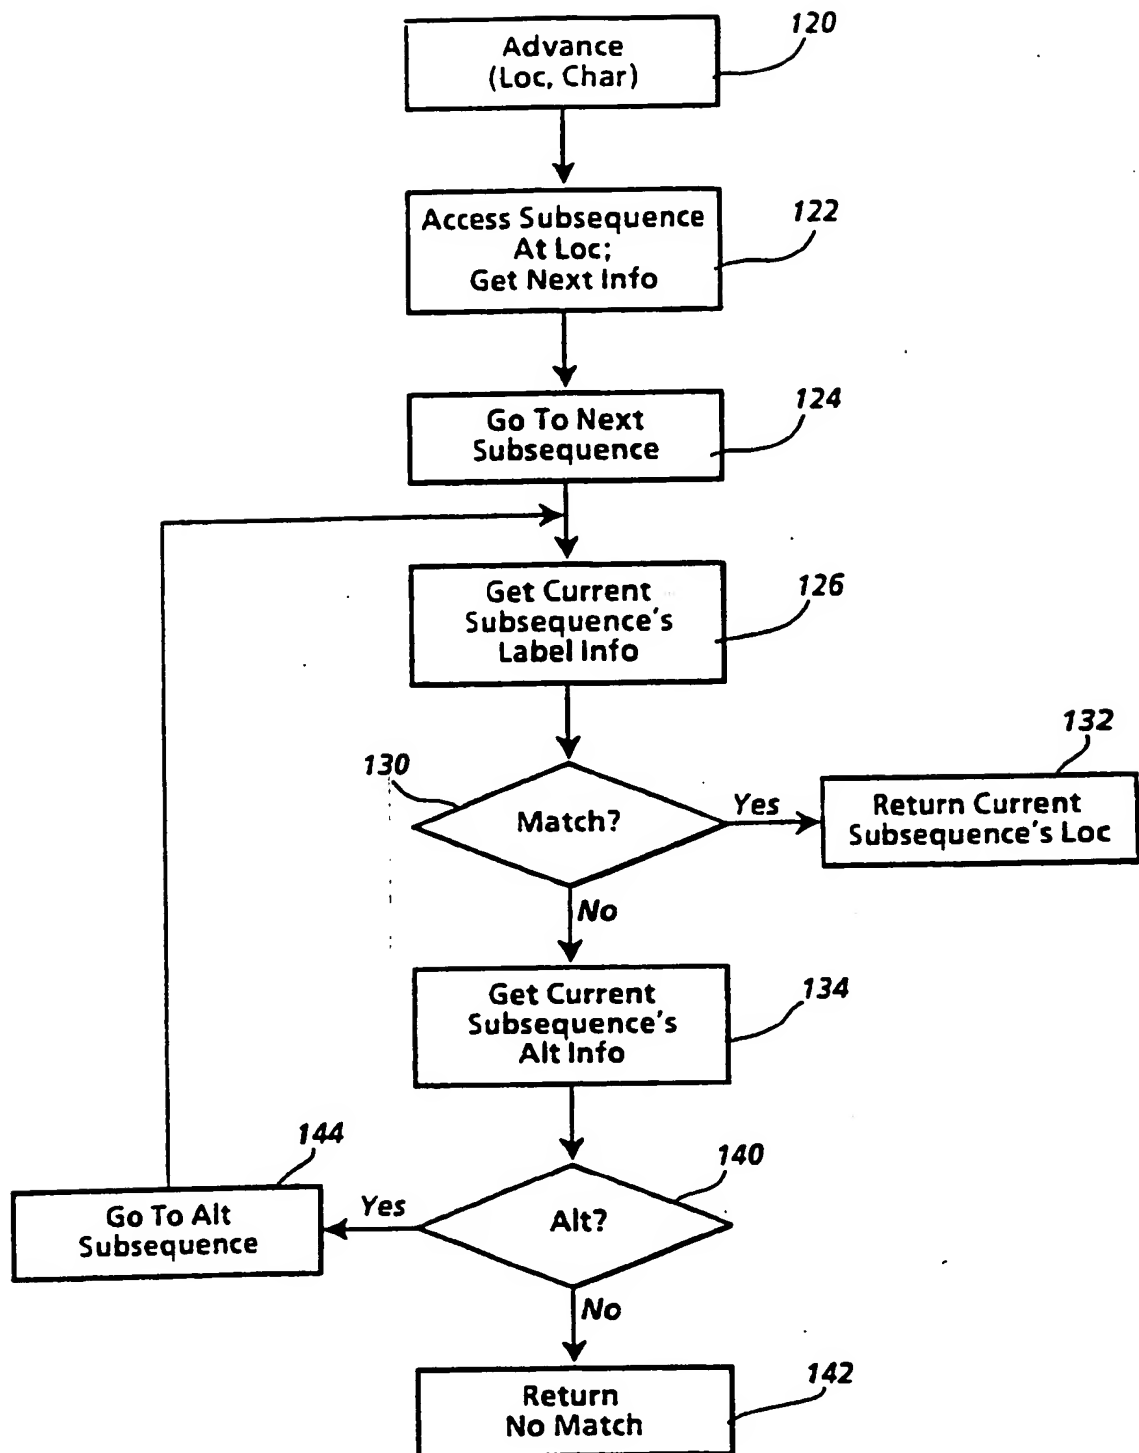 120
Advance
(Loc, Char)
122
Access Subsequence
At Loc;
Get Next Info
124
Go To Next
Subsequence
126
Get Current
Subsequence's
Label Info
130
Match?
Yes
132
Return Current
Subsequence's Loc
No
134
Get Current
Subsequence's
Alt Info
144
Go To Alt
Subsequence
Yes
140
Alt?
No
142
Return
No Match